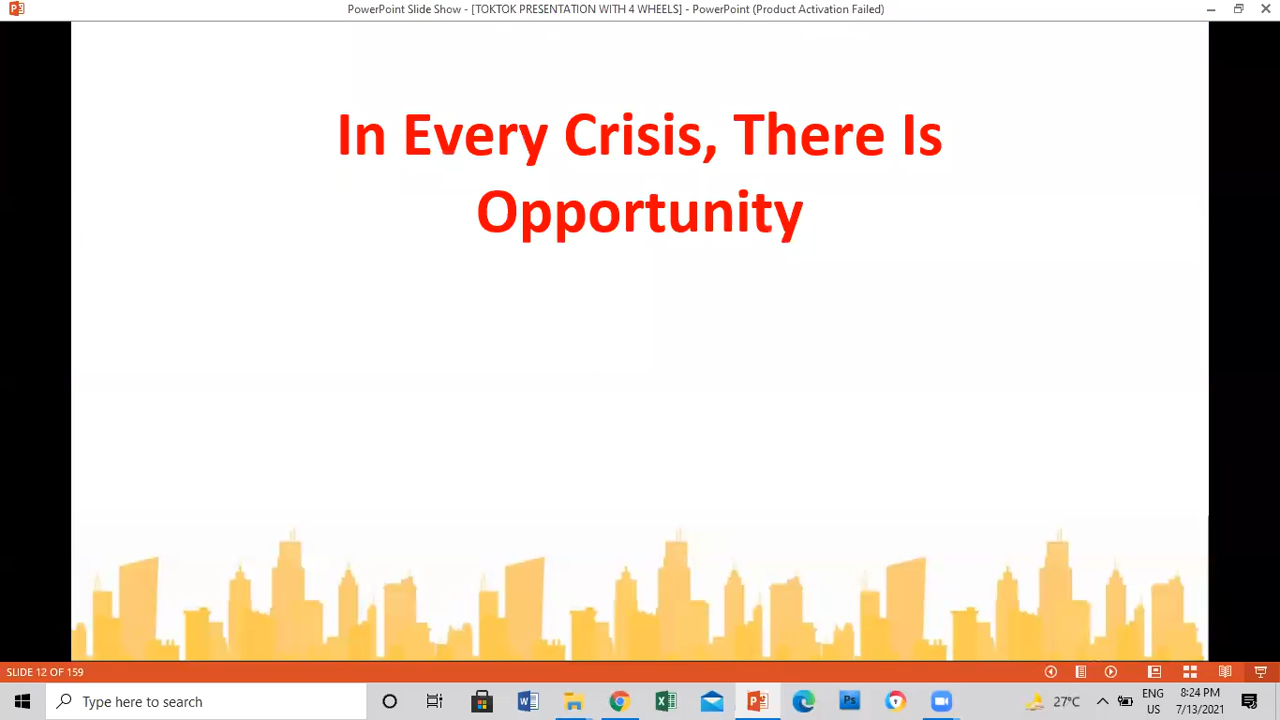 PowerPoint Slide Show - [TOKTOK PRESENTATION WITH 4 WHEELS] - PowerPoint (Product Activation Failed)
In Every Crisis, There Is
Opportunity
SLIDE 12 OF 159
Type here to search
27°C
ENG
US
8:24 PM
7/13/2021